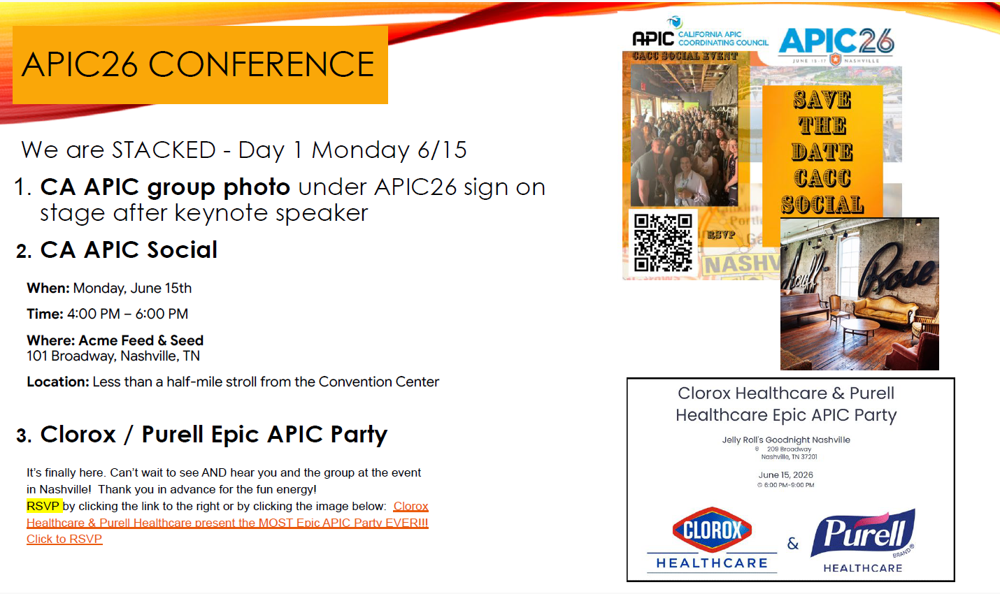 APIC26 CONFERENCE
We are STACKED - Day 1 Monday 6/15
1. CA APIC group photo under APIC26 sign on
stage after keynote speaker
2. CA APIC Social
When: Monday, June 15th
Time: 4:00 PM – 6:00 PM
Where: Acme Feed & Seed
101 Broadway, Nashville, TN
Location: Less than a half-mile stroll from the Convention Center
3. Clorox / Purell Epic APIC Party
It's finally here. Can't wait to see AND hear you and the group at the event
in Nashville!  Thank you in advance for the fun energy!
RSVP by clicking the link to the right or by clicking the image below:  Clorox
Healthcare & Purell Healthcare present the MOST Epic APIC Party EVER!!!
Click to RSVP
APIC CALIFORNIA APIC
COORDINATING COUNCIL
APIC26
JUNE 15-17 NASHVILLE
CACC SOCIAL EVENT
SAVE
THE
DATE
CACC
SOCIAL
RSVP
NASHV
Rose
Clorox Healthcare & Purell
Healthcare Epic APIC Party
Jelly Roll's Goodnight Nashville
209 Broadway
Nashville, TN 37201
June 15, 2026
6:00 PM-9:00 PM
CLOROX
HEALTHCARE
&
Purell
BRAND®
HEALTHCARE